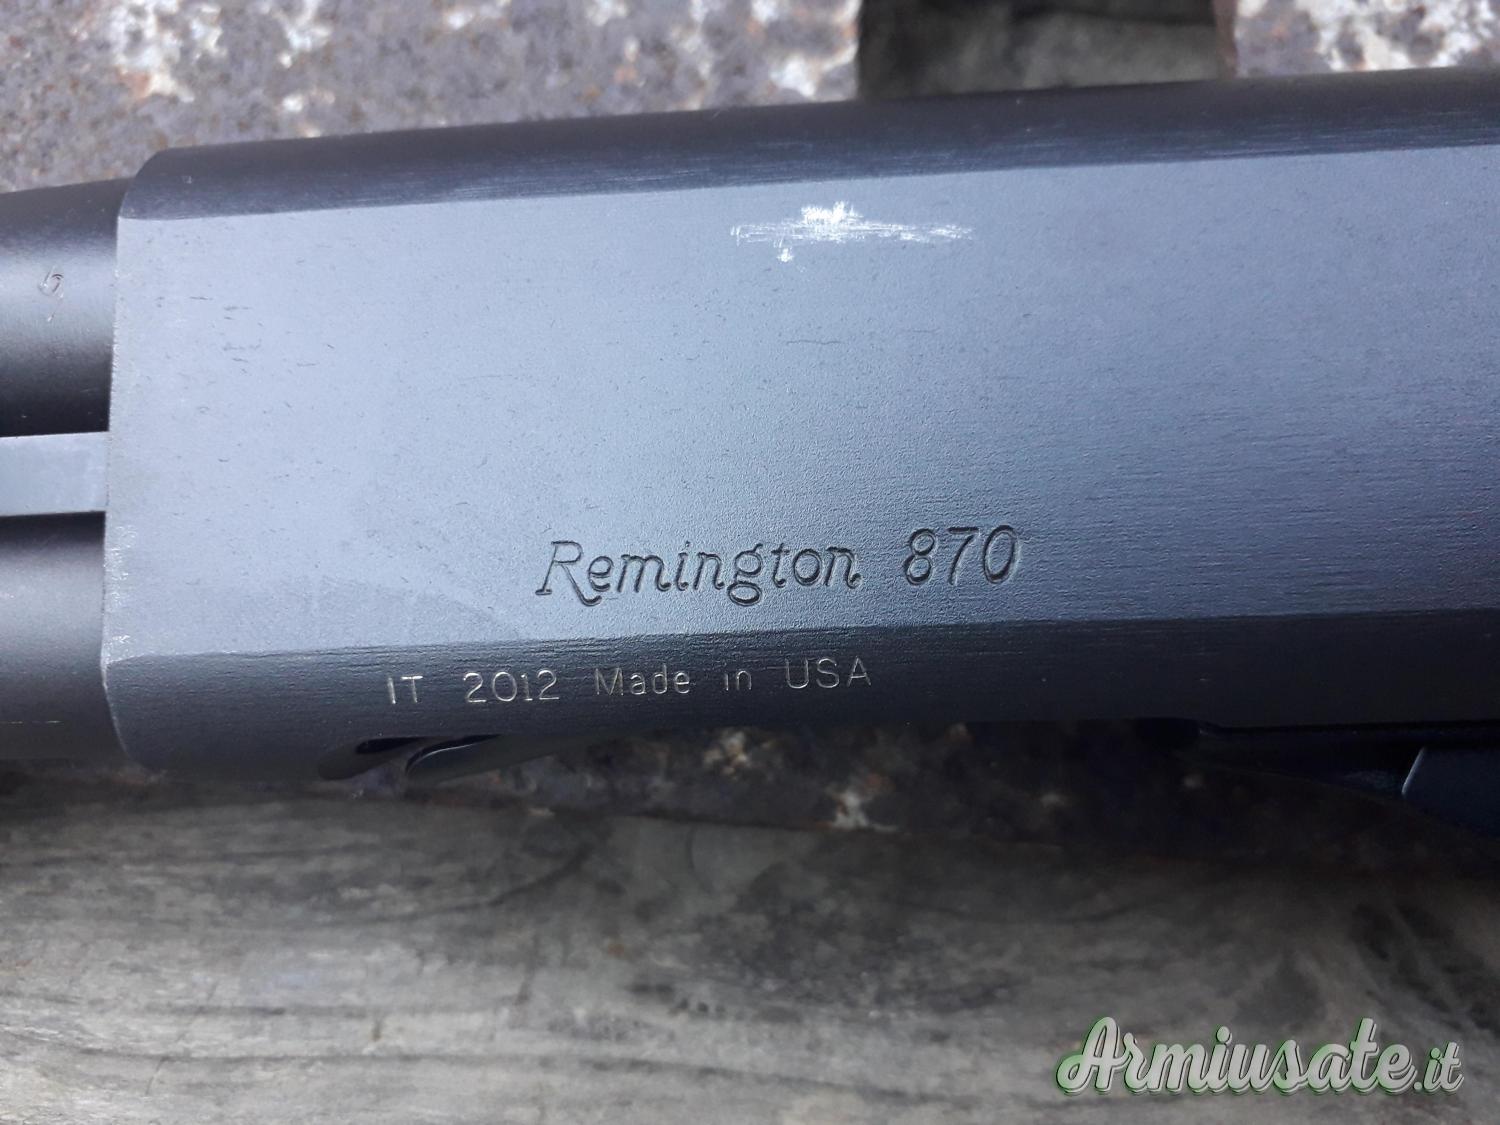 Remington 870
IT 2012 Made in USA
Armiusate.it